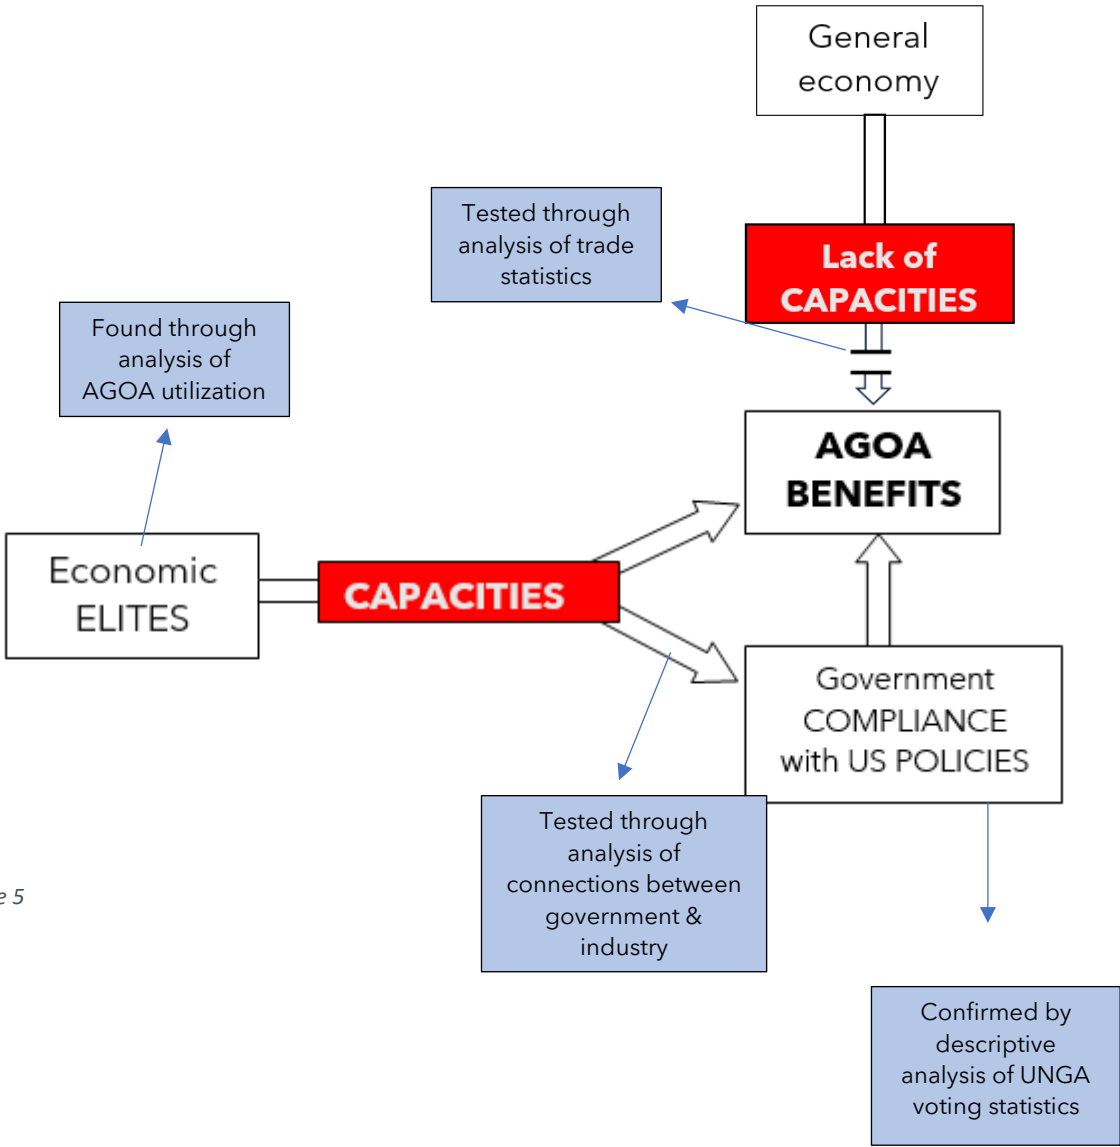 General
economy
Tested through
analysis of trade
statistics
Lack of
CAPACITIES
Found through
analysis of
AGOA utilization
AGOA
BENEFITS
Economic
ELITES
CAPACITIES
Government
COMPLIANCE
with US POLICIES
Tested through
analysis of
connections between
government &
industry
e 5
Confirmed by
descriptive
analysis of UNGA
voting statistics